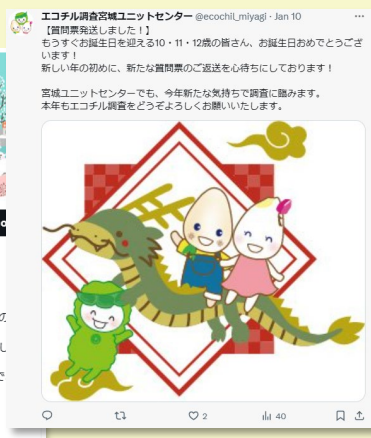 エコチル調査宮城ユニットセンター @ecochil_miyagi · Jan 10 ···
【質問票発送しました！】
もうすぐお誕生日を迎える10・11・12歳の皆さん、お誕生日おめでとうござ
います！
新しい年の初めに、新たな質問票のご返送を心待ちにしております！
宮城ユニットセンターでも、今年新たな気持ちで調査に臨みます。
本年もエコチル調査をどうぞよろしくお願いいたします。
2 40